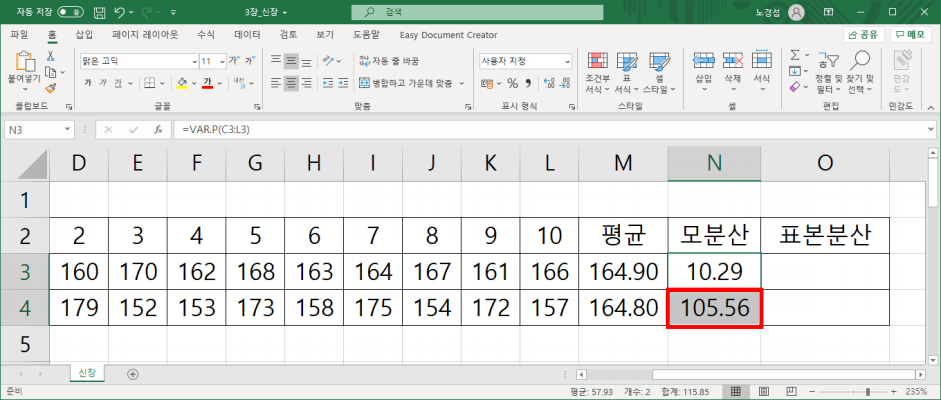 자동 저장 3장_신장 검색 노경섭
파일 홈 삽입 페이지 레이아웃 수식 데이터 검토 보기 도움말 Easy Document Creator 공유 메모
맑은 고딕 11 가^ 가ˇ 자동 줄 바꿈 사용자 지정
붙여넣기 가 가 가 내천 병합하고 가운데 맞춤 % 조건부 서식 표 서식 셀 스타일 삽입 삭제 서식 정렬 및 필터 찾기 및 선택 민감도
클립보드 글꼴 맞춤 표시 형식 스타일 셀 편집 민감도
N3 fx =VAR.P(C3:L3)
D E F G H I J K L M N O
1
2 2 3 4 5 6 7 8 9 10 평균 모분산 표본분산
3 160 170 162 168 163 164 167 161 166 164.90 10.29
4 179 152 153 173 158 175 154 172 157 164.80 105.56
5
신장
준비 평균: 57.93 개수: 2 합계: 115.85 235%